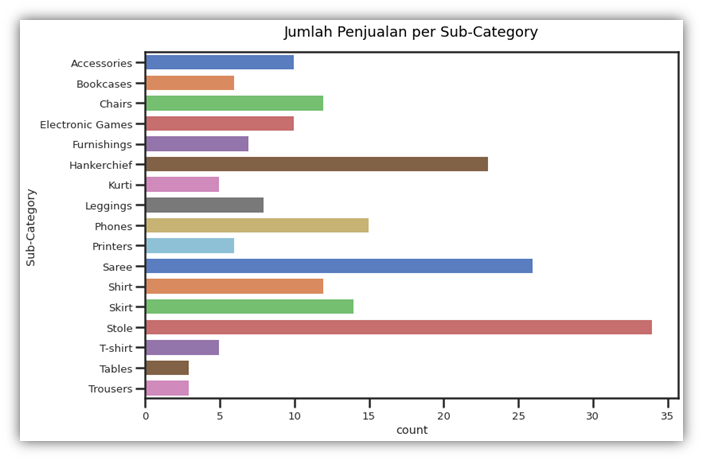 Jumlah Penjualan per Sub-Category
Sub-Category
Accessories
Bookcases
Chairs
Electronic Games
Furnishings
Hankerchief
Kurti
Leggings
Phones
Printers
Saree
Shirt
Skirt
Stole
T-shirt
Tables
Trousers
0 5 10 15 20 25 30 35
count